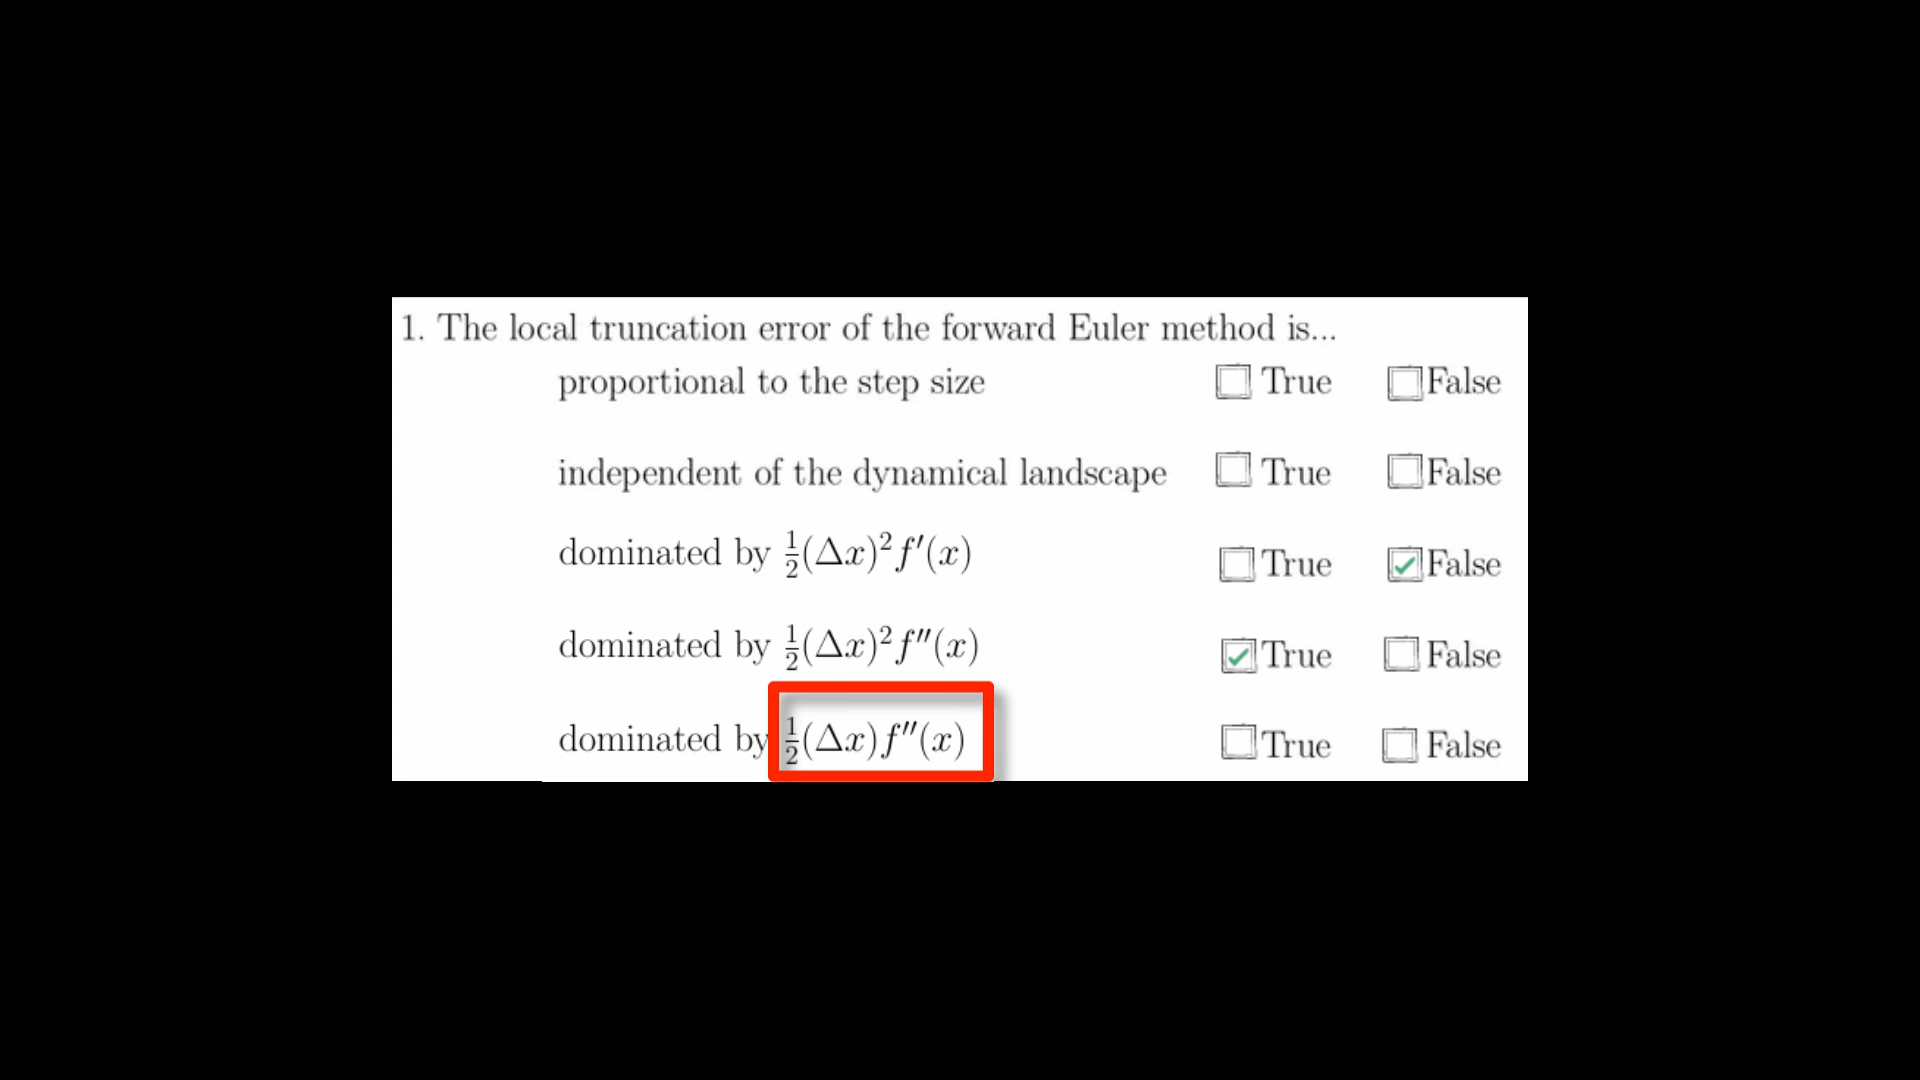 1. The local truncation error of the forward Euler method is...
proportional to the step size True False
independent of the dynamical landscape True False
dominated by ½(Δx)²f′(x) True False
dominated by ½(Δx)²f″(x) True False
dominated by ½(Δx)f″(x) True False